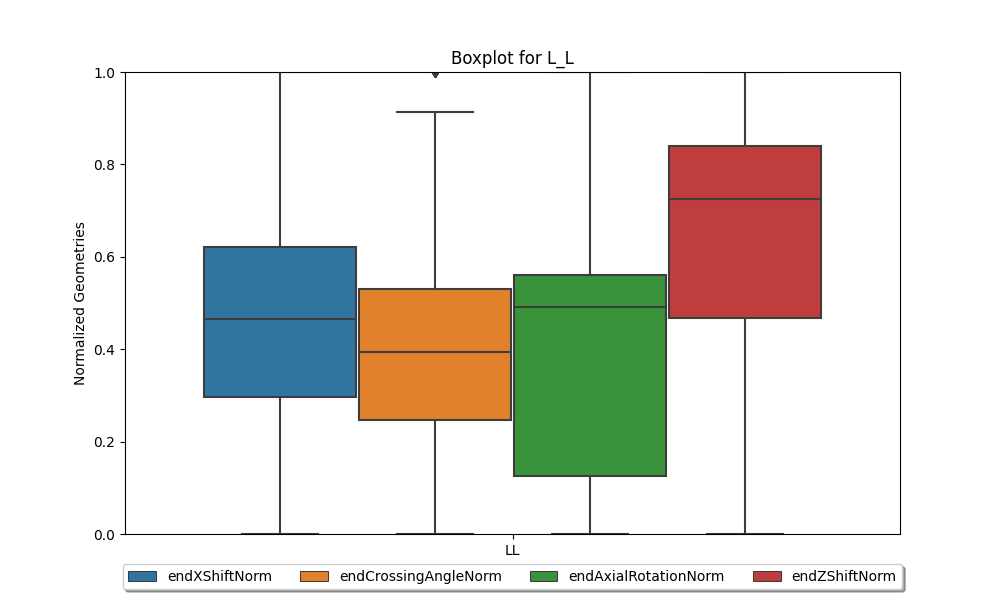 Boxplot for L_L
Normalized Geometries
1.0
0.8
0.6
0.4
0.2
0.0
LL
endXShiftNorm endCrossingAngleNorm endAxialRotationNorm endZShiftNorm